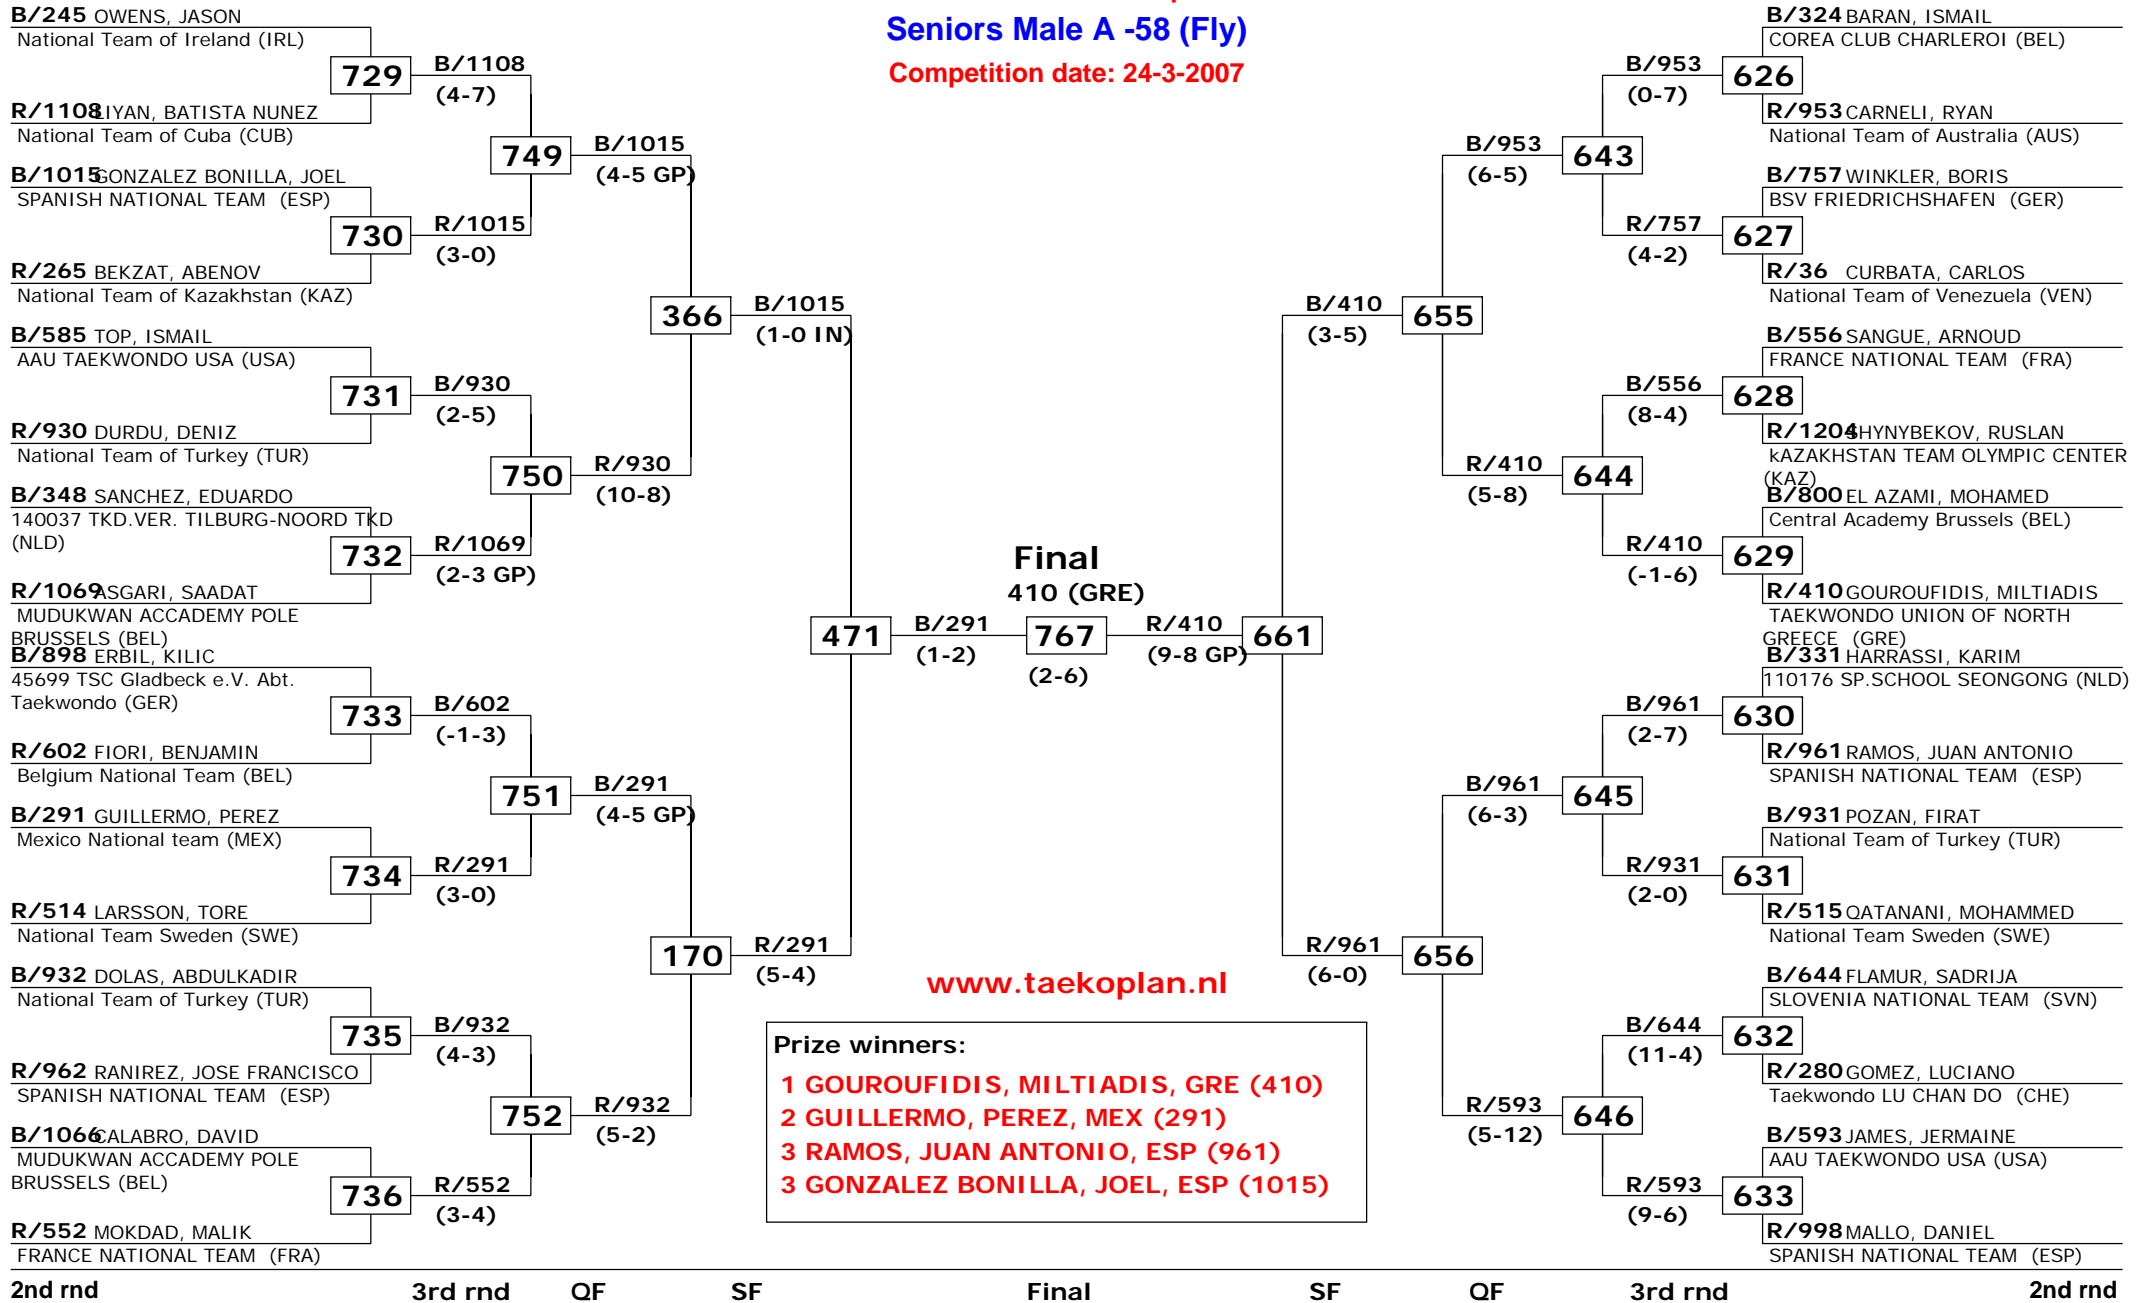 Seniors Male A -58 (Fly)
Competition date: 24-3-2007
B/245 OWENS, JASON
National Team of Ireland (IRL)
729
B/1108
(4-7)
R/1108 LIYAN, BATISTA NUNEZ
National Team of Cuba (CUB)
749
B/1015
(4-5 GP)
B/1015 GONZALEZ BONILLA, JOEL
SPANISH NATIONAL TEAM (ESP)
730
R/1015
(3-0)
R/265 BEKZAT, ABENOV
National Team of Kazakhstan (KAZ)
366
B/1015
(1-0 IN)
B/585 TOP, ISMAIL
AAU TAEKWONDO USA (USA)
731
B/930
(2-5)
R/930 DURDU, DENIZ
National Team of Turkey (TUR)
750
R/930
(10-8)
B/348 SANCHEZ, EDUARDO
140037 TKD.VER. TILBURG-NOORD TKD
(NLD)
732
R/1069
(2-3 GP)
R/1069 ASGARI, SAADAT
MUDUKWAN ACCADEMY POLE
BRUSSELS (BEL)
471
B/291
(1-2)
B/898 ERBIL, KILIC
45699 TSC Gladbeck e.V. Abt.
Taekwondo (GER)
733
B/602
(-1-3)
R/602 FIORI, BENJAMIN
Belgium National Team (BEL)
751
B/291
(4-5 GP)
B/291 GUILLERMO, PEREZ
Mexico National team (MEX)
734
R/291
(3-0)
R/514 LARSSON, TORE
National Team Sweden (SWE)
170
R/291
(5-4)
B/932 DOLAS, ABDULKADIR
National Team of Turkey (TUR)
735
B/932
(4-3)
R/962 RANIREZ, JOSE FRANCISCO
SPANISH NATIONAL TEAM (ESP)
752
R/932
(5-2)
B/1066 CALABRO, DAVID
MUDUKWAN ACCADEMY POLE
BRUSSELS (BEL)
736
R/552
(3-4)
R/552 MOKDAD, MALIK
FRANCE NATIONAL TEAM (FRA)
Final
410 (GRE)
767
(2-6)
B/324 BARAN, ISMAIL
COREA CLUB CHARLEROI (BEL)
B/953
626
(0-7)
R/953 CARNELI, RYAN
National Team of Australia (AUS)
B/953
643
(6-5)
B/757 WINKLER, BORIS
BSV FRIEDRICHSHAFEN (GER)
R/757
627
(4-2)
R/36 CURBATA, CARLOS
National Team of Venezuela (VEN)
B/410
655
(3-5)
B/556 SANGUE, ARNOUD
FRANCE NATIONAL TEAM (FRA)
B/556
628
(8-4)
R/1204 SHYNYBEKOV, RUSLAN
kAZAKHSTAN TEAM OLYMPIC CENTER
(KAZ)
R/410
644
(5-8)
B/800 EL AZAMI, MOHAMED
Central Academy Brussels (BEL)
R/410
629
(-1-6)
R/410 GOUROUFIDIS, MILTIADIS
TAEKWONDO UNION OF NORTH
GREECE (GRE)
R/410
661
(9-8 GP)
B/331 HARRASSI, KARIM
110176 SP.SCHOOL SEONGONG (NLD)
B/961
630
(2-7)
R/961 RAMOS, JUAN ANTONIO
SPANISH NATIONAL TEAM (ESP)
B/961
645
(6-3)
B/931 POZAN, FIRAT
National Team of Turkey (TUR)
R/931
631
(2-0)
R/515 QATANANI, MOHAMMED
National Team Sweden (SWE)
R/961
656
(6-0)
B/644 FLAMUR, SADRIJA
SLOVENIA NATIONAL TEAM (SVN)
B/644
632
(11-4)
R/280 GOMEZ, LUCIANO
Taekwondo LU CHAN DO (CHE)
R/593
646
(5-12)
B/593 JAMES, JERMAINE
AAU TAEKWONDO USA (USA)
R/593
633
(9-6)
R/998 MALLO, DANIEL
SPANISH NATIONAL TEAM (ESP)
www.taekoplan.nl
Prize winners:
1 GOUROUFIDIS, MILTIADIS, GRE (410)
2 GUILLERMO, PEREZ, MEX (291)
3 RAMOS, JUAN ANTONIO, ESP (961)
3 GONZALEZ BONILLA, JOEL, ESP (1015)
2nd rnd 3rd rnd QF SF Final SF QF 3rd rnd 2nd rnd